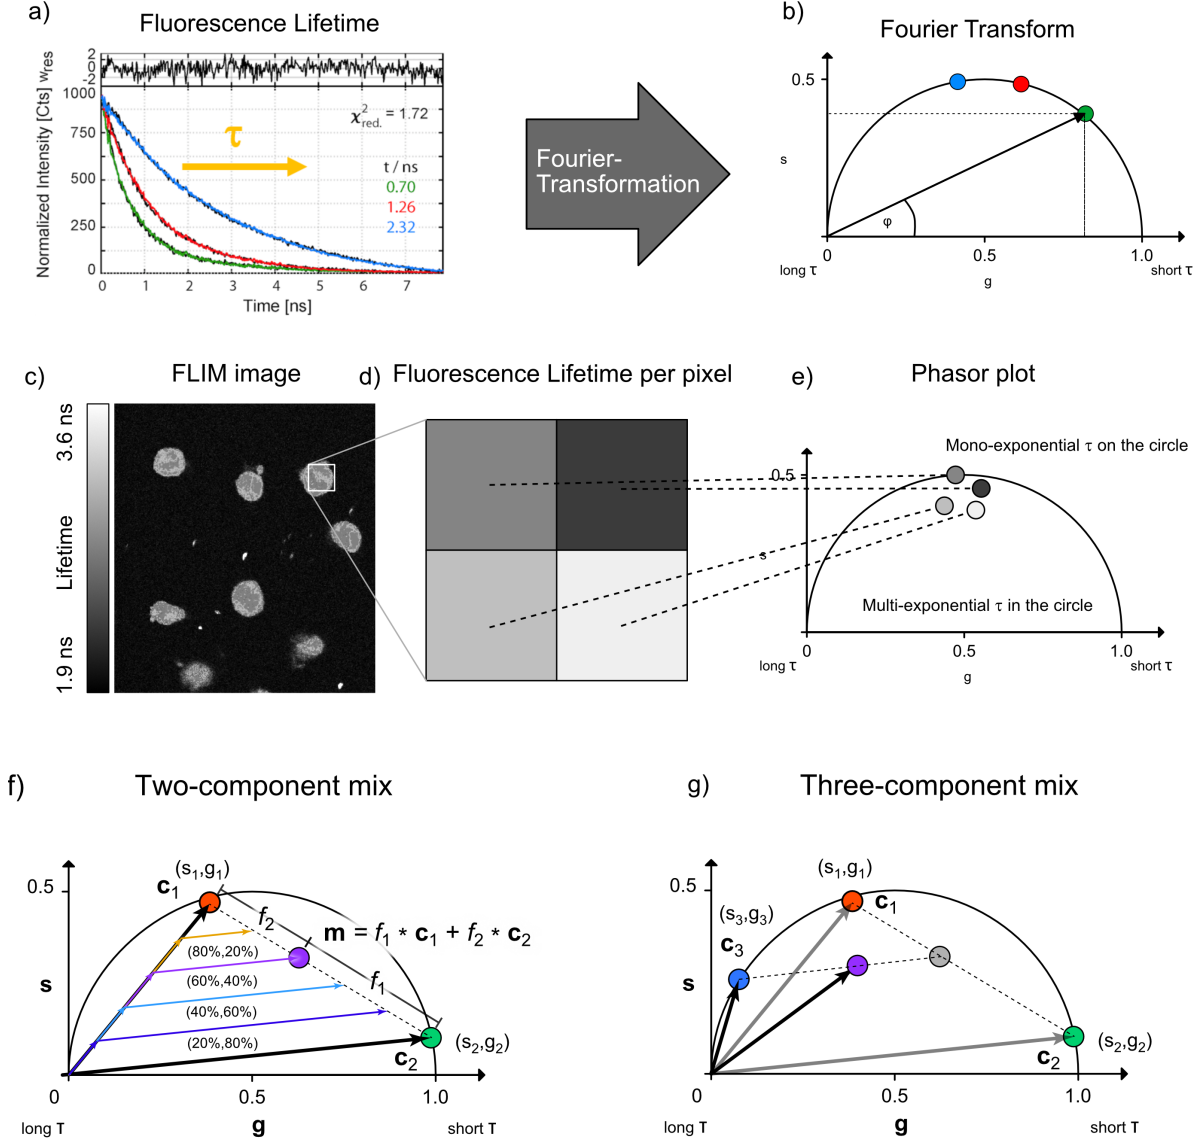 a)
Fluorescence Lifetime
2
0
-2
wres
1000
750
500
250
0
Normalized Intensity [Cts]
τ
χ²red. = 1.72
t / ns
0.70
1.26
2.32
0 1 2 3 4 5 6 7
Time [ns]
Fourier-
Transformation
b)
Fourier Transform
0.5
s
φ
0 0.5 1.0
long τ short τ
g
c)
FLIM image
3.6 ns
Lifetime
1.9 ns
d)
Fluorescence Lifetime per pixel
e)
Phasor plot
Mono-exponential τ on the circle
0.5
s
Multi-exponential τ in the circle
0 0.5 1.0
long τ short τ
g
f)
Two-component mix
(s1,g1)
0.5
c1
f2
m = f1 * c1 + f2 * c2
(80%,20%)
(60%,40%)
f1
s
(40%,60%)
(20%,80%)
(s2,g2)
c2
0 0.5 1.0
long τ g short τ
g)
Three-component mix
(s1,g1)
0.5
c1
(s3,g3)
c3
s
(s2,g2)
c2
0 0.5 1.0
long τ g short τ